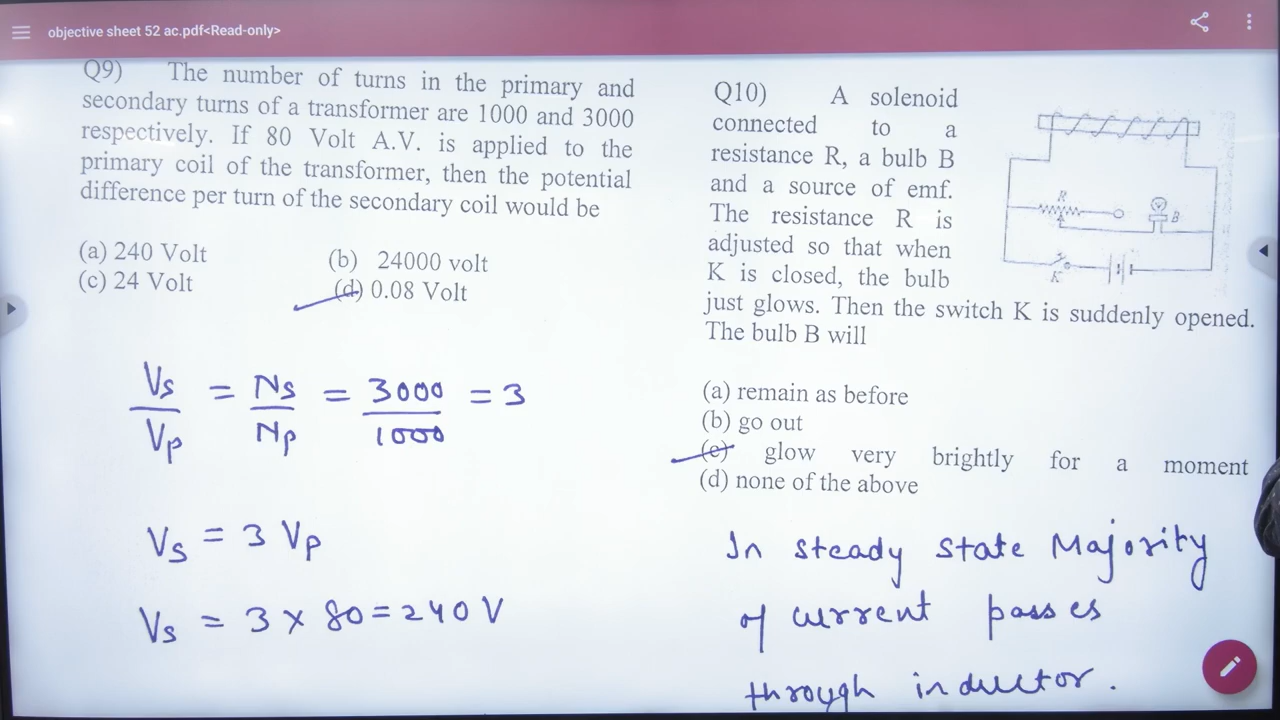 objective sheet 52 ac.pdf<Read-only>
Q9) The number of turns in the primary and
secondary turns of a transformer are 1000 and 3000
respectively. If 80 Volt A.V. is applied to the
primary coil of the transformer, then the potential
difference per turn of the secondary coil would be
(a) 240 Volt
(b) 24000 volt
(c) 24 Volt
(d) 0.08 Volt
Vs/Vp = Ns/Np = 3000/1000 = 3
Vs = 3 Vp
Vs = 3 × 80 = 240 V
Q10) A solenoid
connected to a
resistance R, a bulb B
and a source of emf.
The resistance R is
adjusted so that when
K is closed, the bulb
just glows. Then the switch K is suddenly opened.
The bulb B will
R
B
K
(a) remain as before
(b) go out
(c) glow very brightly for a moment
(d) none of the above
In steady state Majority
of current passes
through inductor.